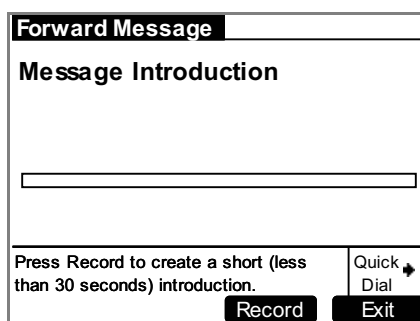 Forward Message
Message Introduction
Press Record to create a short (less
than 30 seconds) introduction.
Quick
Dial
Record
Exit